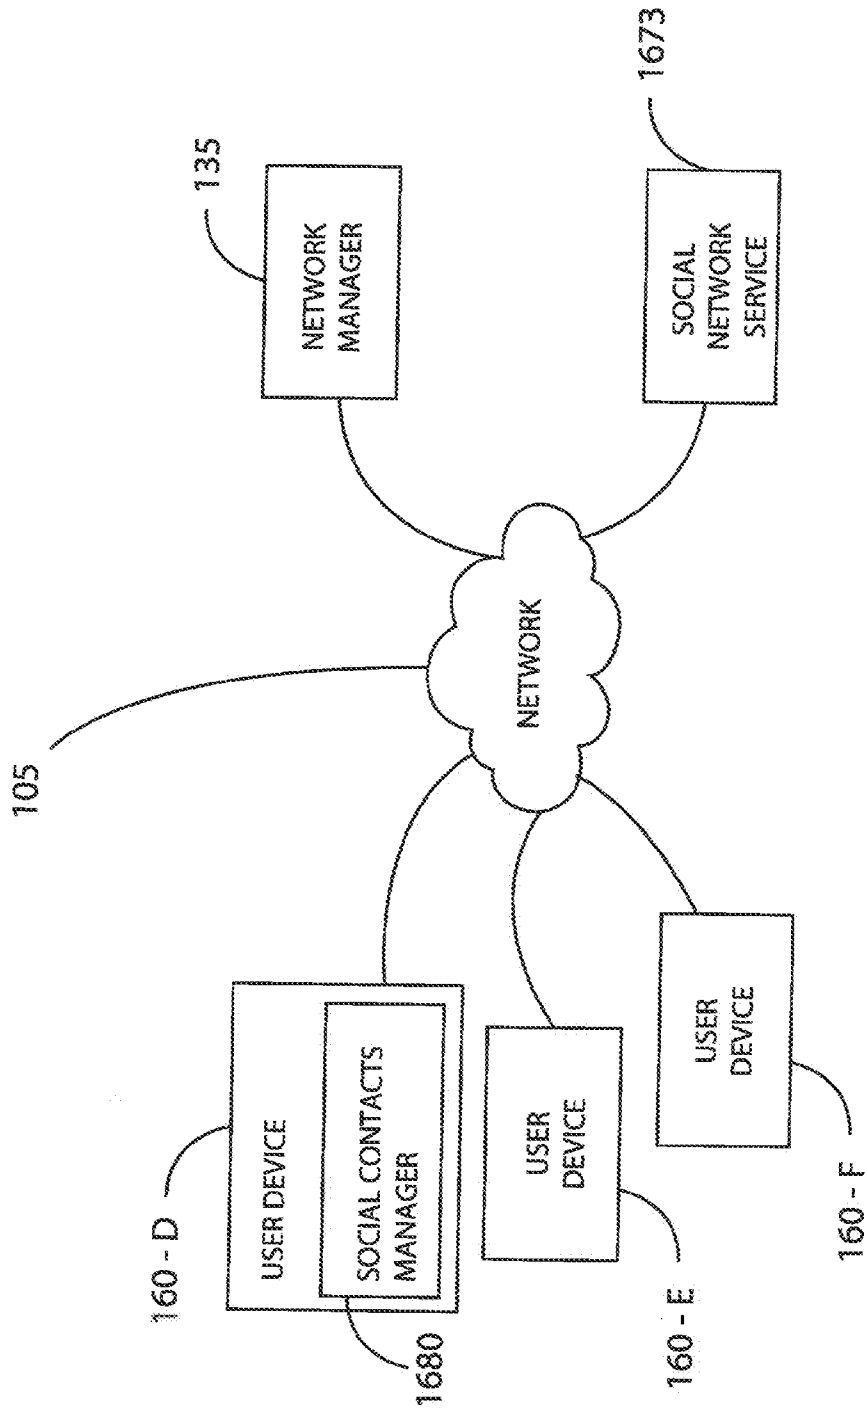 105
160 - D
USER DEVICE
SOCIAL CONTACTS
MANAGER
1680
USER
DEVICE
160 - E
USER
DEVICE
160 - F
NETWORK
135
NETWORK
MANAGER
1673
SOCIAL
NETWORK
SERVICE